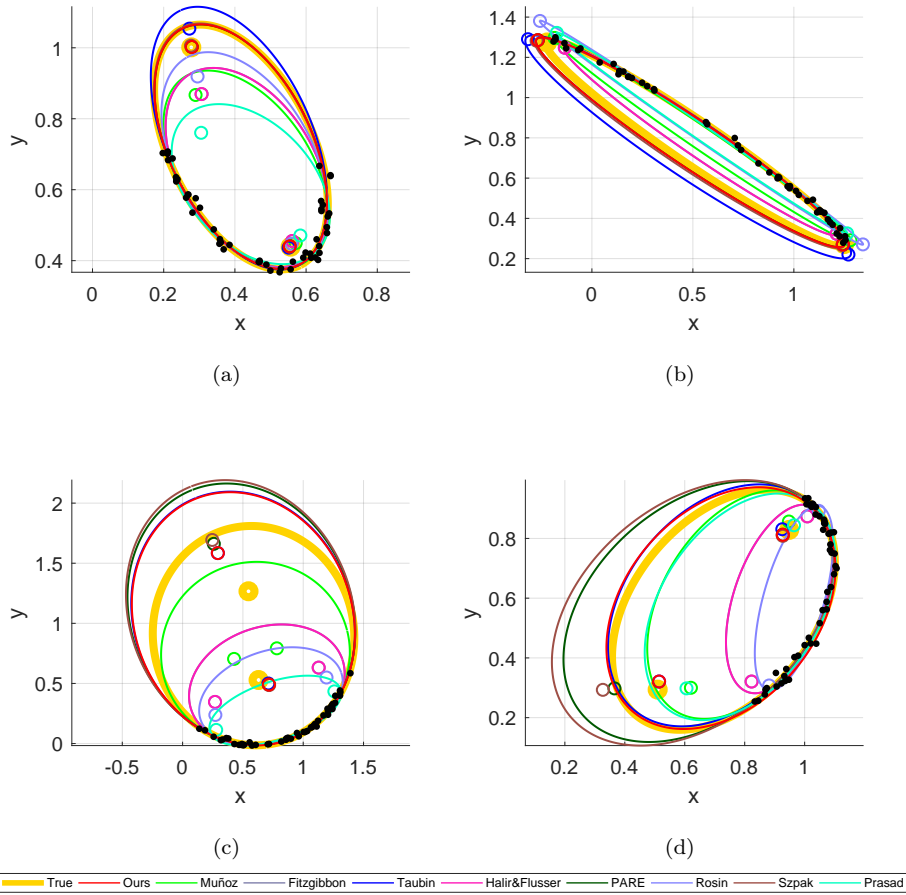 1
0.8
0.6
0.4
y
0 0.2 0.4 0.6 0.8
x
(a)
1.4
1.2
1
0.8
0.6
0.4
0.2
y
0 0.5 1
x
(b)
2
1.5
1
0.5
0
y
-0.5 0 0.5 1 1.5
x
(c)
0.8
0.6
0.4
0.2
y
0.2 0.4 0.6 0.8 1
x
(d)
True Ours Muñoz Fitzgibbon Taubin Halir&Flusser PARE Rosin Szpak Prasad